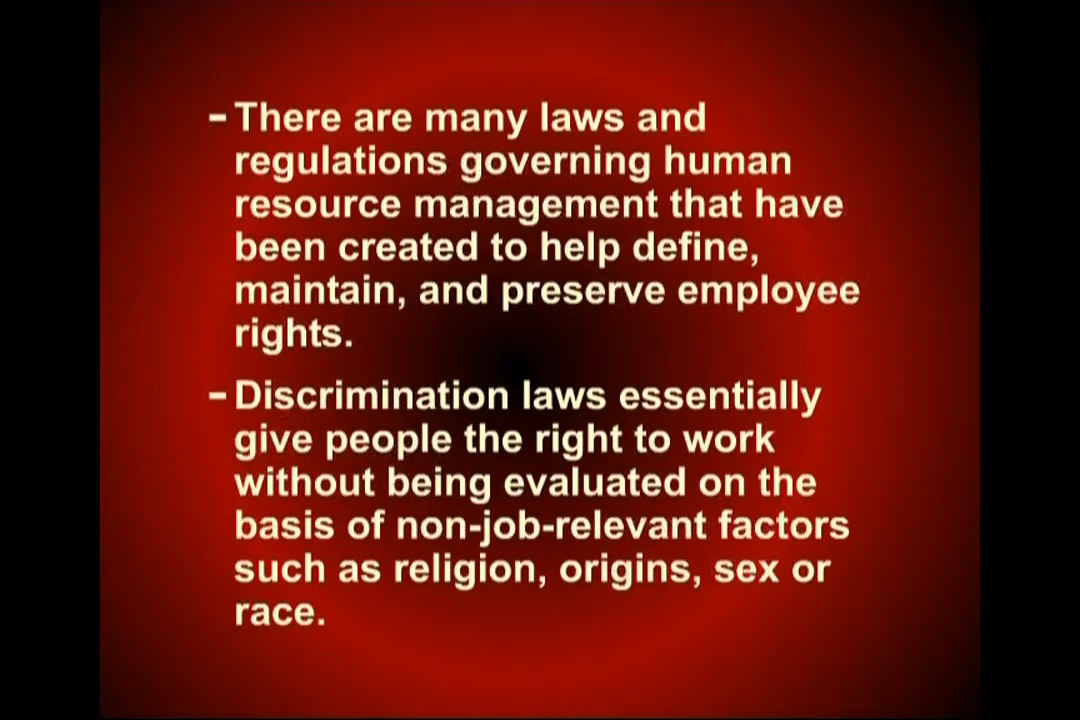 - There are many laws and
regulations governing human
resource management that have
been created to help define,
maintain, and preserve employee
rights.
- Discrimination laws essentially
give people the right to work
without being evaluated on the
basis of non-job-relevant factors
such as religion, origins, sex or
race.